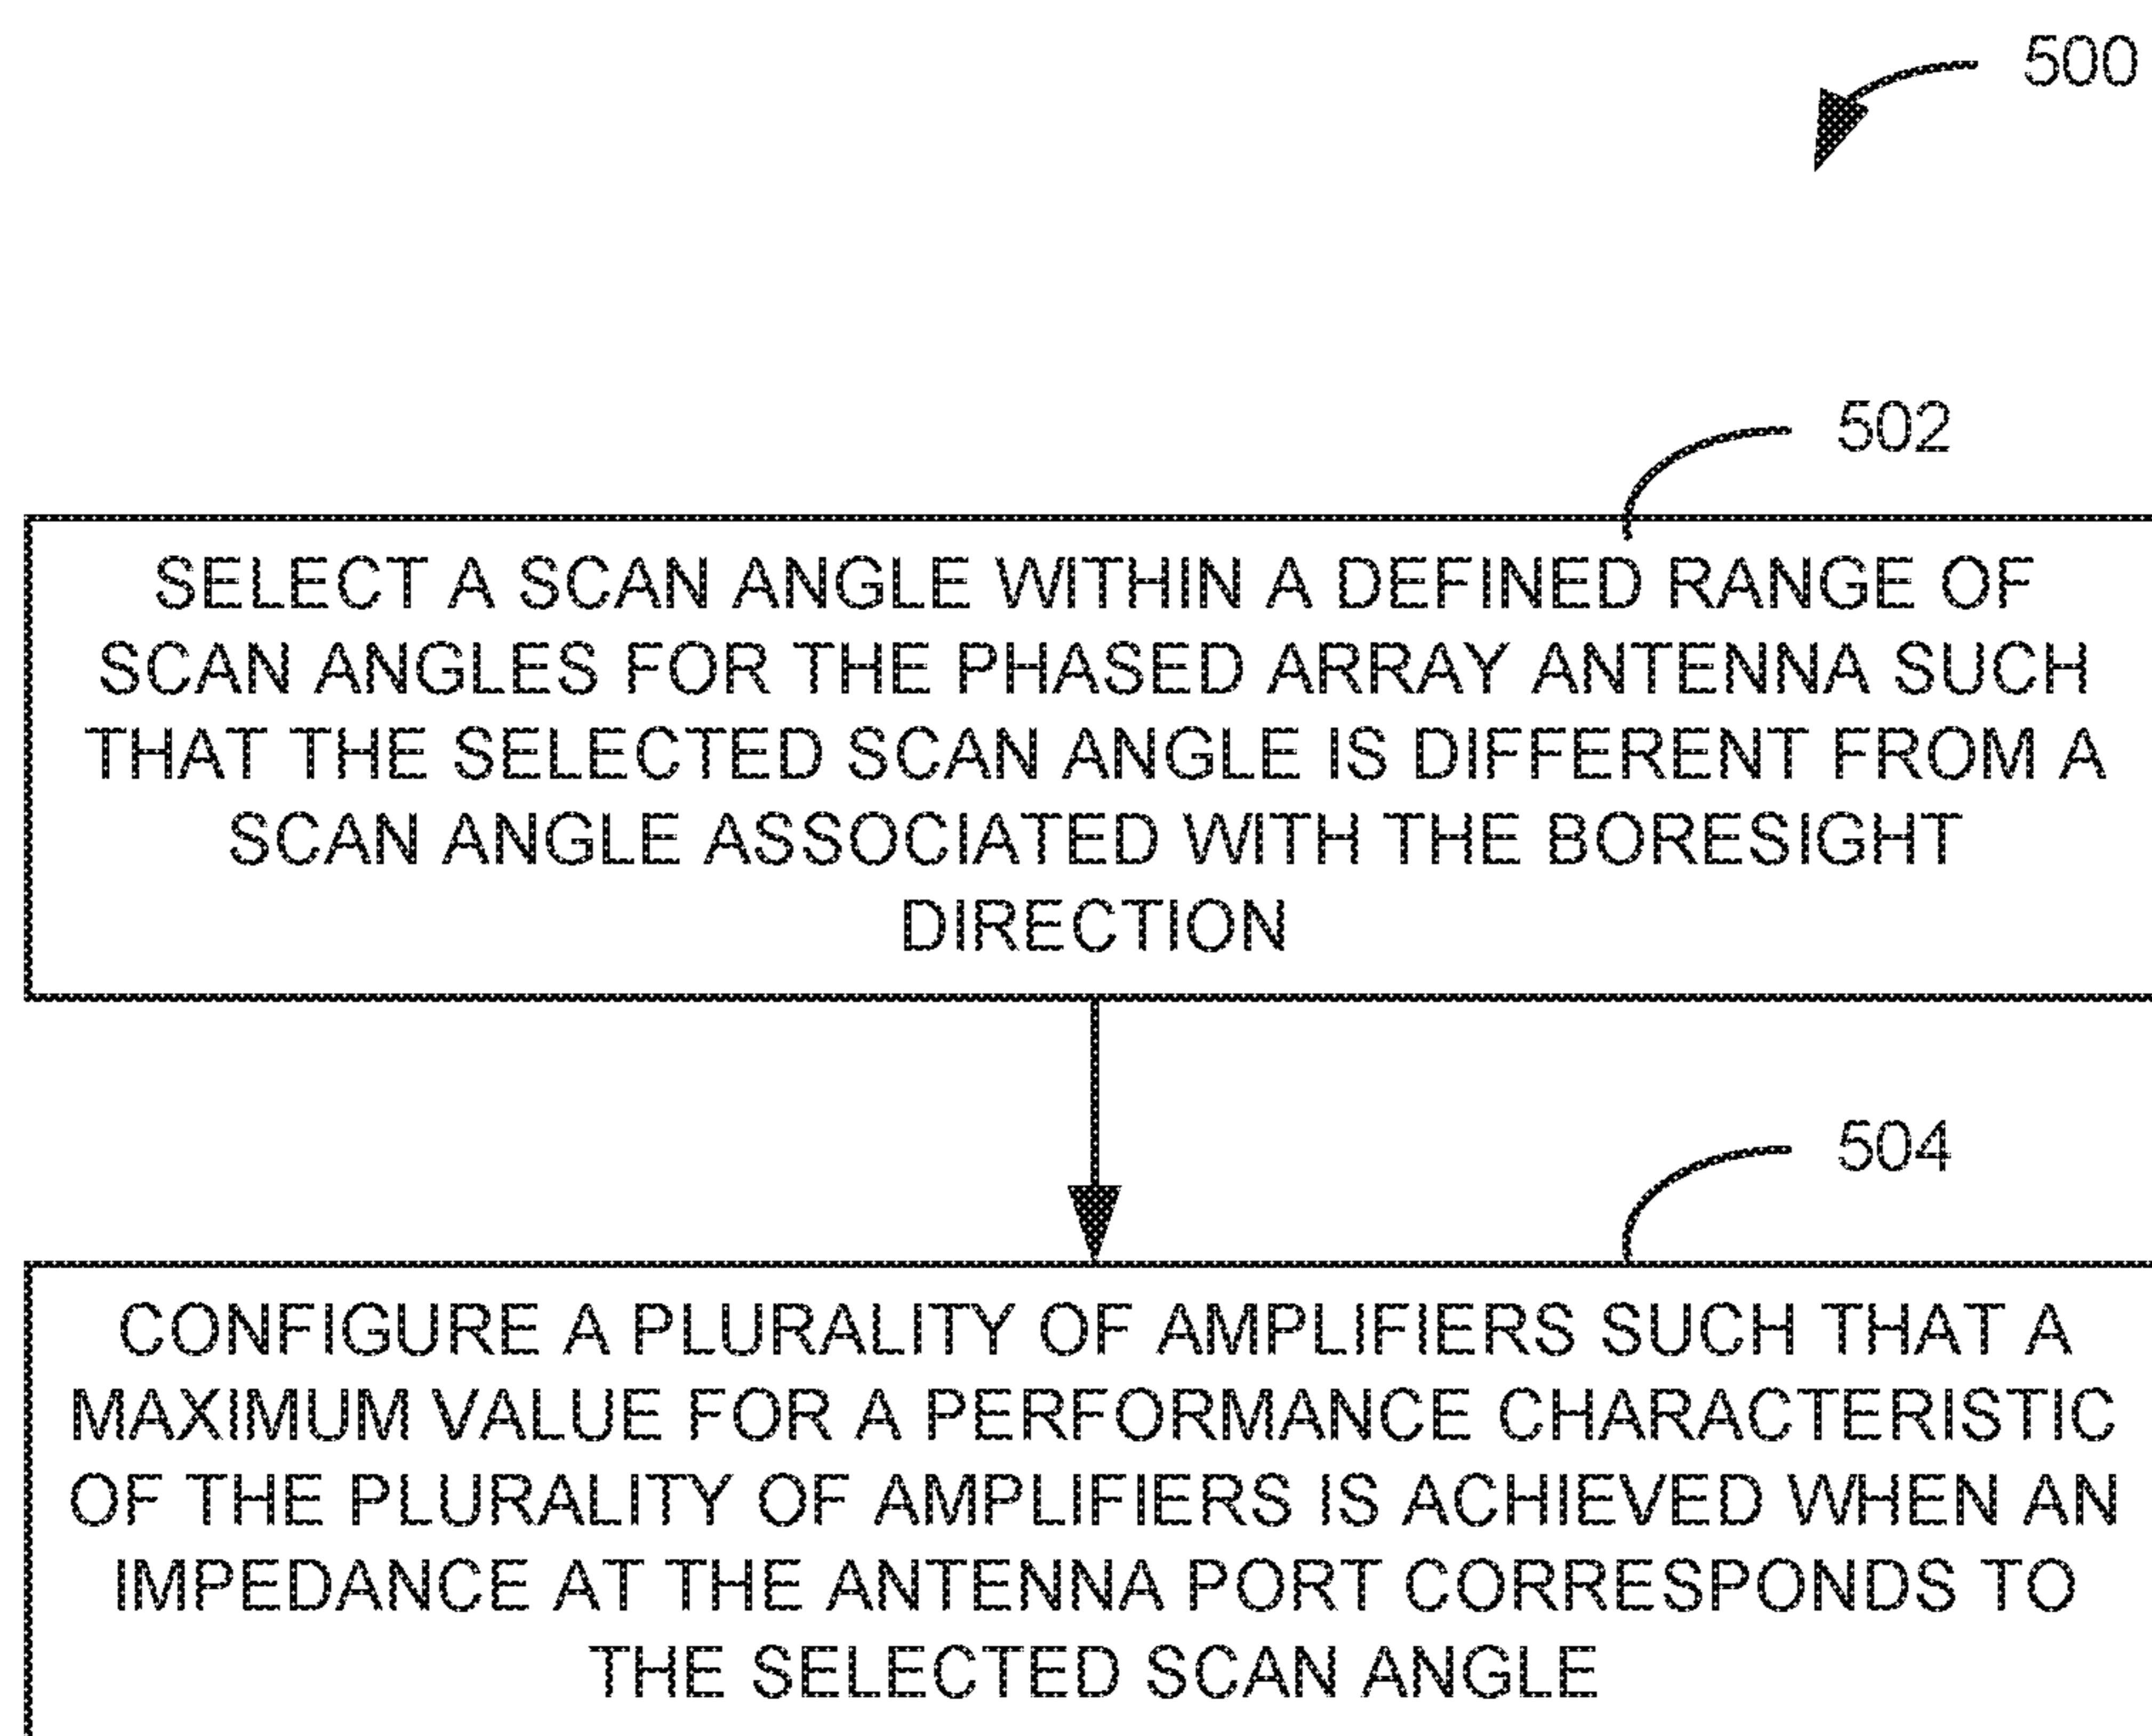 500
502
SELECT A SCAN ANGLE WITHIN A DEFINED RANGE OF
SCAN ANGLES FOR THE PHASED ARRAY ANTENNA SUCH
THAT THE SELECTED SCAN ANGLE IS DIFFERENT FROM A
SCAN ANGLE ASSOCIATED WITH THE BORESIGHT
DIRECTION
504
CONFIGURE A PLURALITY OF AMPLIFIERS SUCH THAT A
MAXIMUM VALUE FOR A PERFORMANCE CHARACTERISTIC
OF THE PLURALITY OF AMPLIFIERS IS ACHIEVED WHEN AN
IMPEDANCE AT THE ANTENNA PORT CORRESPONDS TO
THE SELECTED SCAN ANGLE